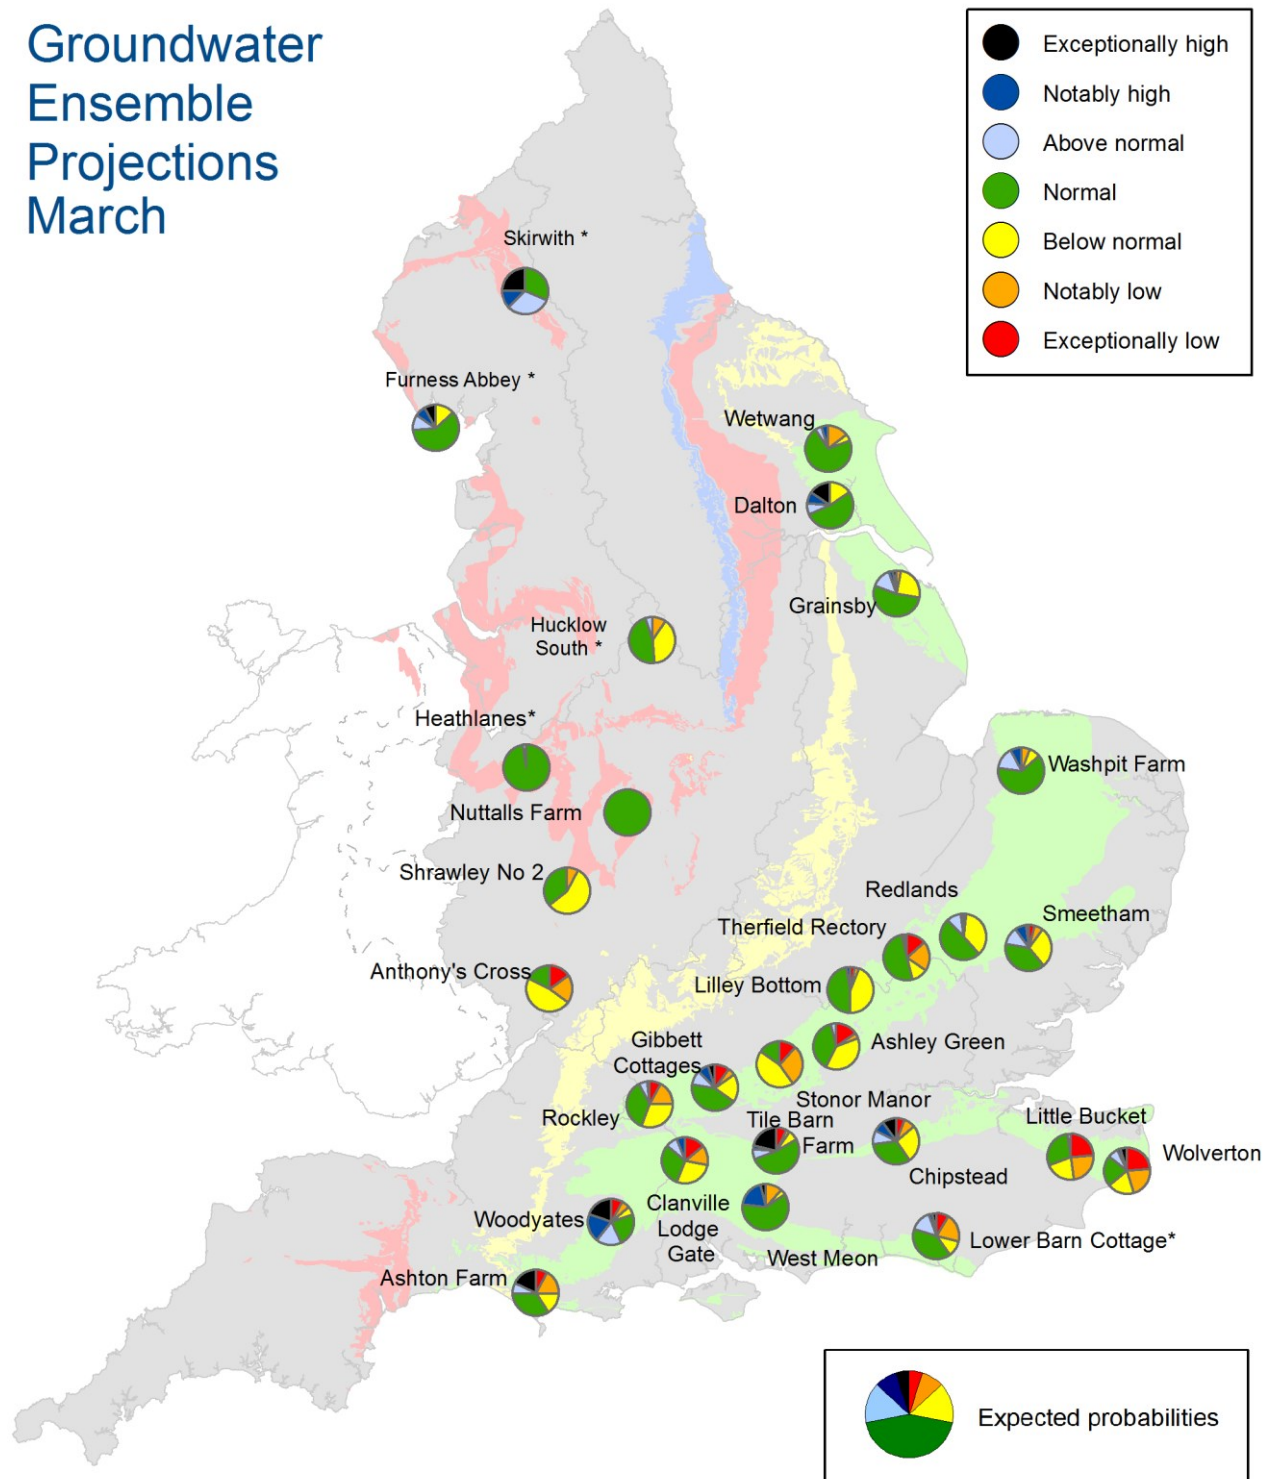 Groundwater
Ensemble
Projections
March
Exceptionally high
Notably high
Above normal
Normal
Below normal
Notably low
Exceptionally low
Skirwith *
Furness Abbey *
Wetwang
Dalton
Grainsby
Hucklow
South *
Heathlanes*
Nuttalls Farm
Washpit Farm
Shrawley No 2
Redlands
Smeetham
Therfield Rectory
Anthony's Cross
Lilley Bottom
Gibbett
Cottages
Ashley Green
Rockley
Stonor Manor
Tile Barn
Farm
Little Bucket
Wolverton
Chipstead
Clanville
Lodge
Gate
Woodyates
Lower Barn Cottage*
West Meon
Ashton Farm
Expected probabilities